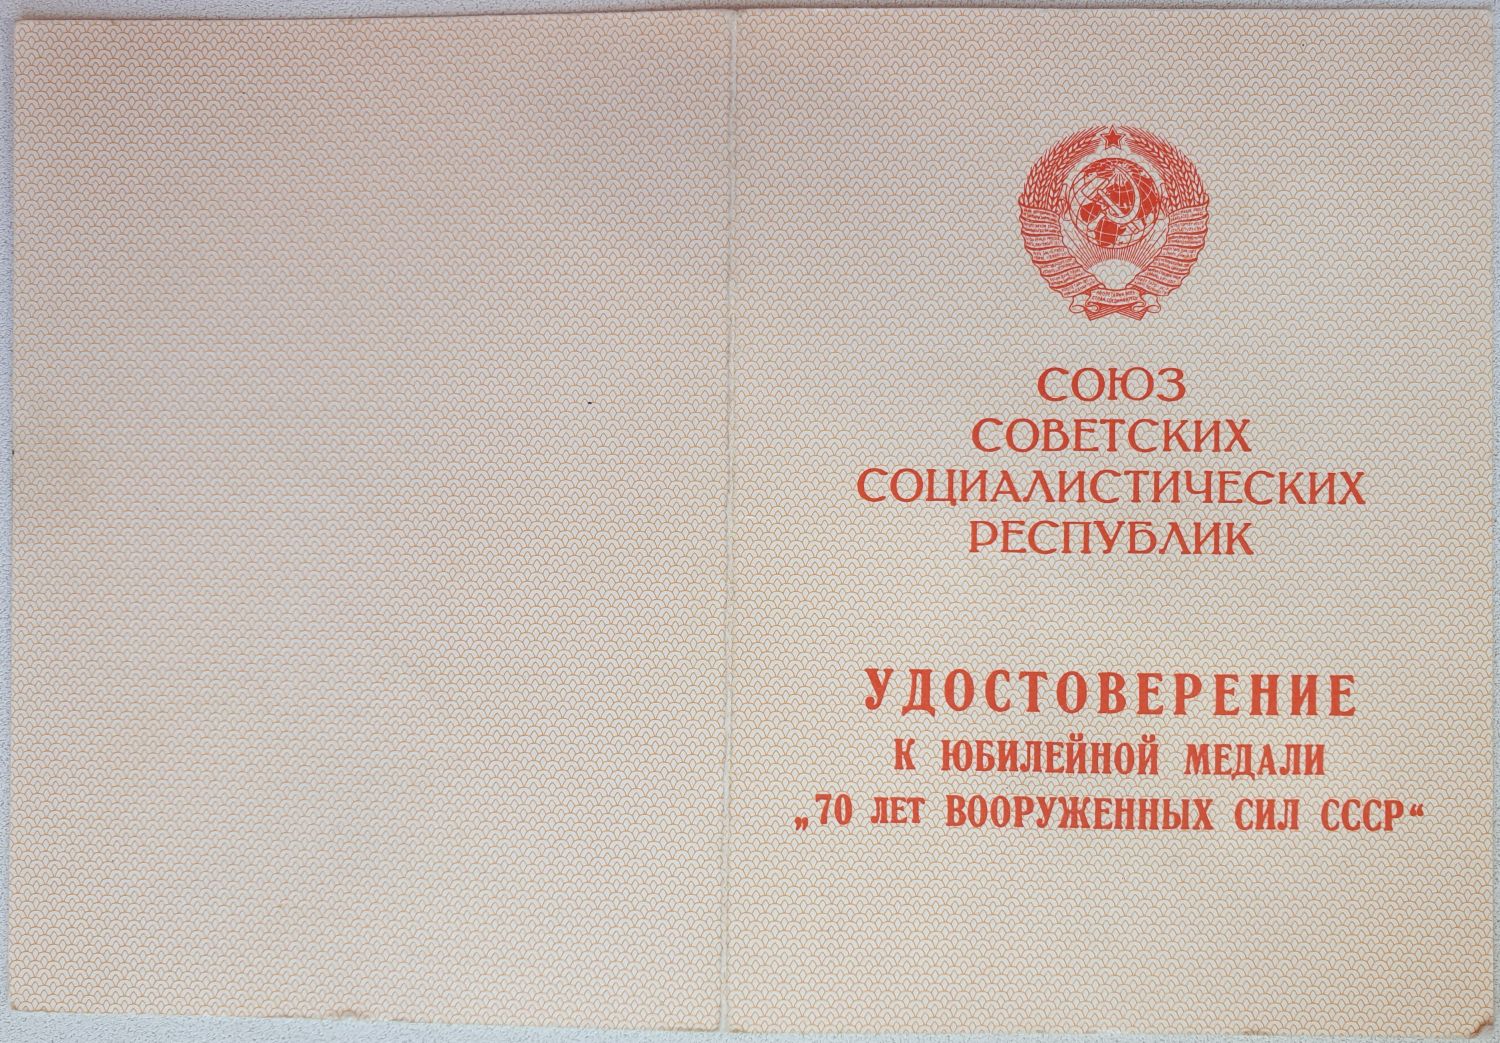 СОЮЗ
СОВЕТСКИХ
СОЦИАЛИСТИЧЕСКИХ
РЕСПУБЛИК
УДОСТОВЕРЕНИЕ
К ЮБИЛЕЙНОЙ МЕДАЛИ
„70 ЛЕТ ВООРУЖЕННЫХ СИЛ СССР“